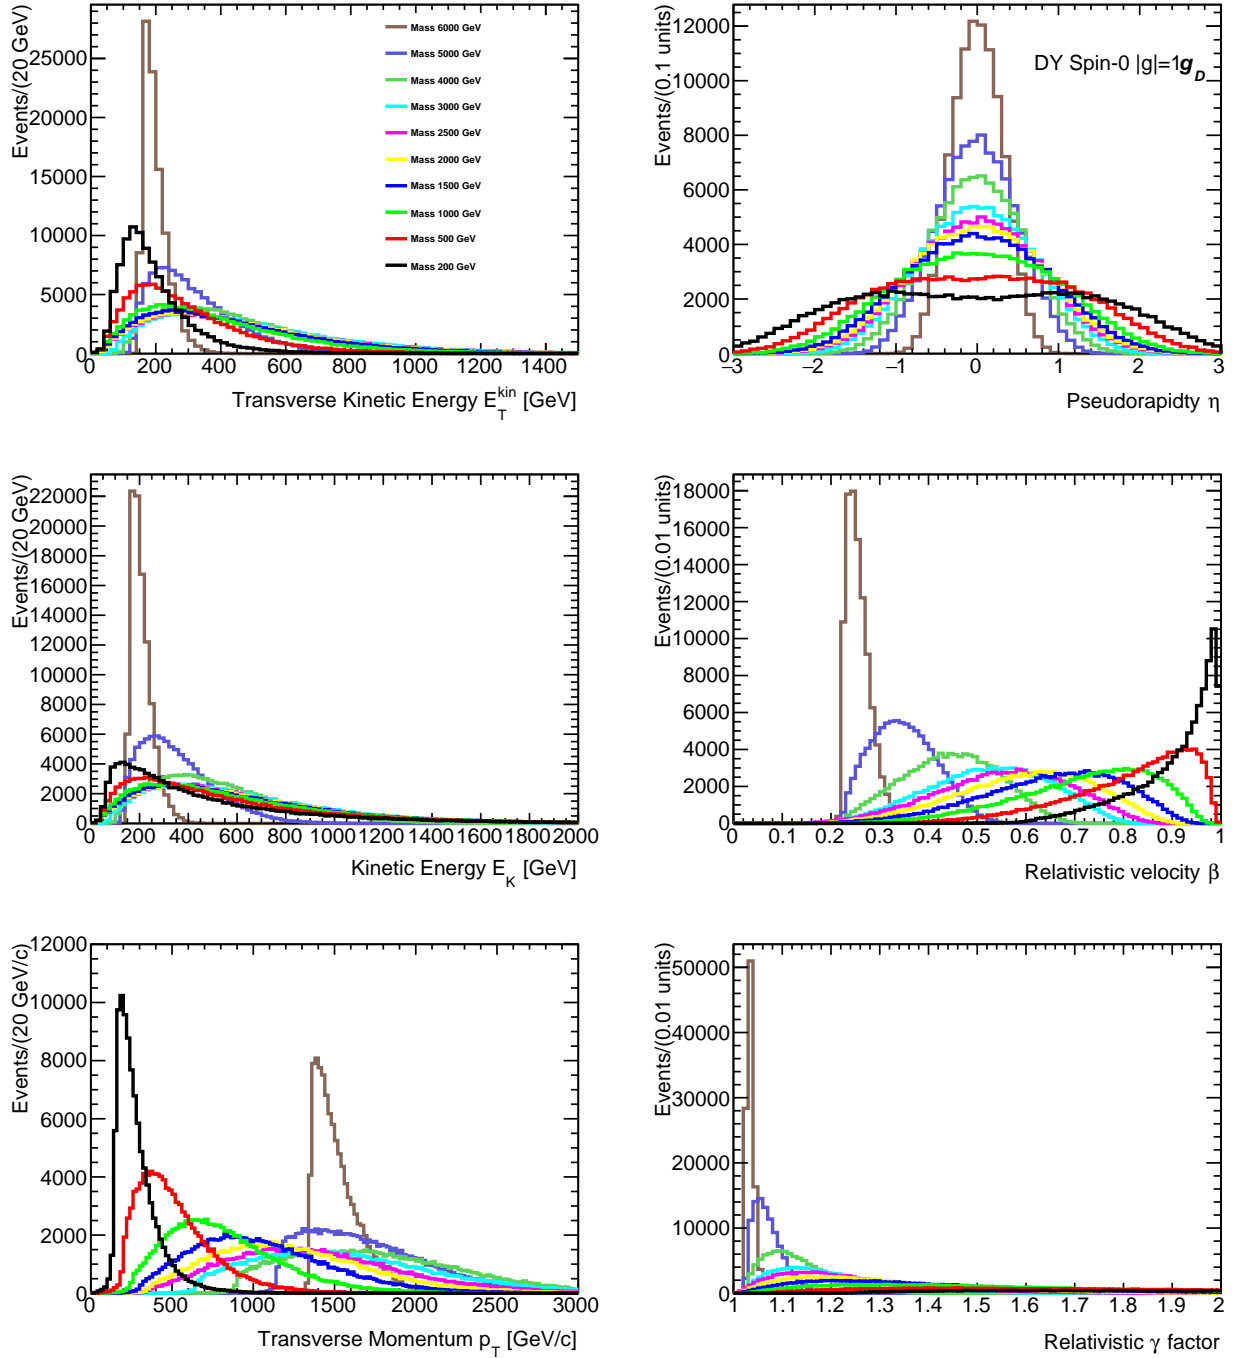 Events/(20 GeV)
25000
20000
15000
10000
5000
0
0 200 400 600 800 1000 1200 1400
Transverse Kinetic Energy E_T^kin [GeV]
Mass 6000 GeV
Mass 5000 GeV
Mass 4000 GeV
Mass 3000 GeV
Mass 2500 GeV
Mass 2000 GeV
Mass 1500 GeV
Mass 1000 GeV
Mass 500 GeV
Mass 200 GeV
Events/(0.1 units)
12000
10000
8000
6000
4000
2000
0
−3 −2 −1 0 1 2 3
Pseudorapidty η
DY Spin-0 |g|=1g_D
Events/(20 GeV)
22000
20000
18000
16000
14000
12000
10000
8000
6000
4000
2000
0
0 200 400 600 800 1000 1200 1400 1600 1800 2000
Kinetic Energy E_K [GeV]
Events/(0.01 units)
18000
16000
14000
12000
10000
8000
6000
4000
2000
0
0 0.1 0.2 0.3 0.4 0.5 0.6 0.7 0.8 0.9 1
Relativistic velocity β
Events/(20 GeV/c)
12000
10000
8000
6000
4000
2000
0
0 500 1000 1500 2000 2500 3000
Transverse Momentum p_T [GeV/c]
Events/(0.01 units)
50000
40000
30000
20000
10000
0
1 1.1 1.2 1.3 1.4 1.5 1.6 1.7 1.8 1.9 2
Relativistic γ factor